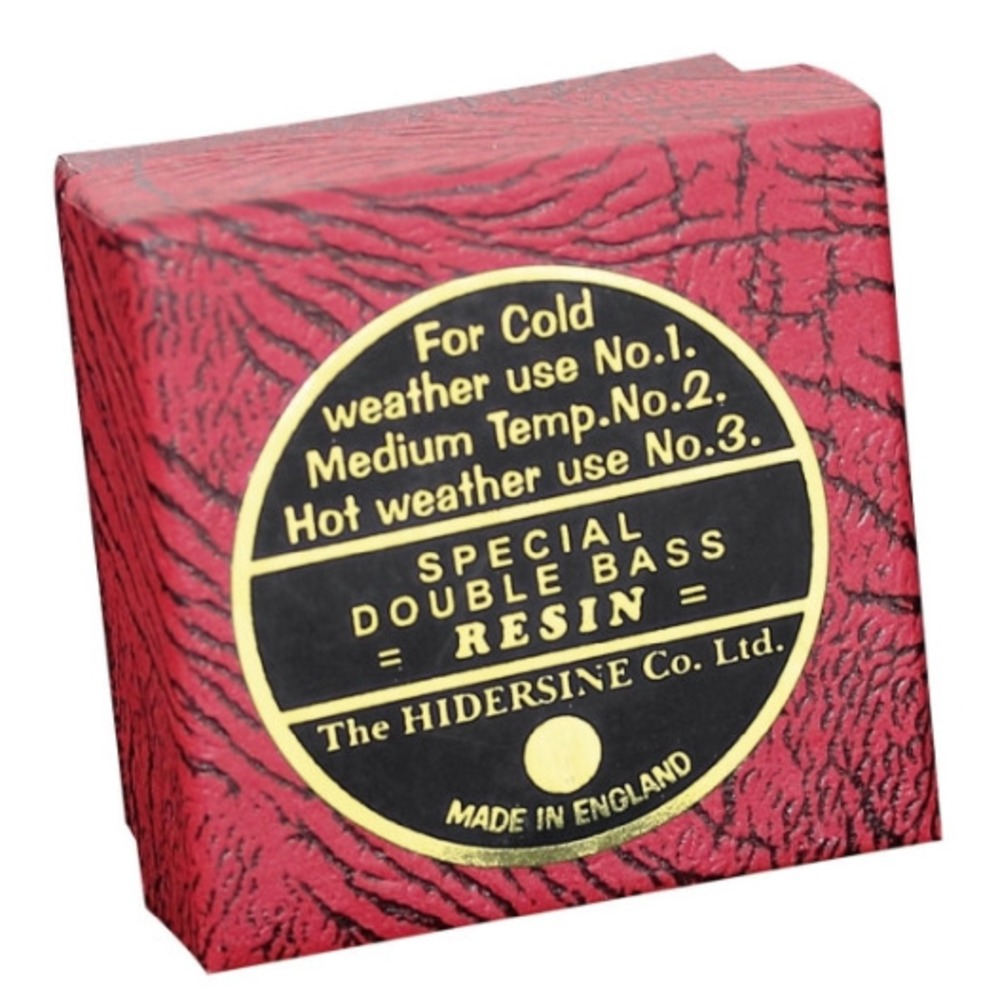 For Cold
weather use No.1.
Medium Temp.No.2.
Hot weather use No.3.
SPECIAL
DOUBLE BASS
= RESIN =
The HIDERSINE Co. Ltd.
MADE IN ENGLAND